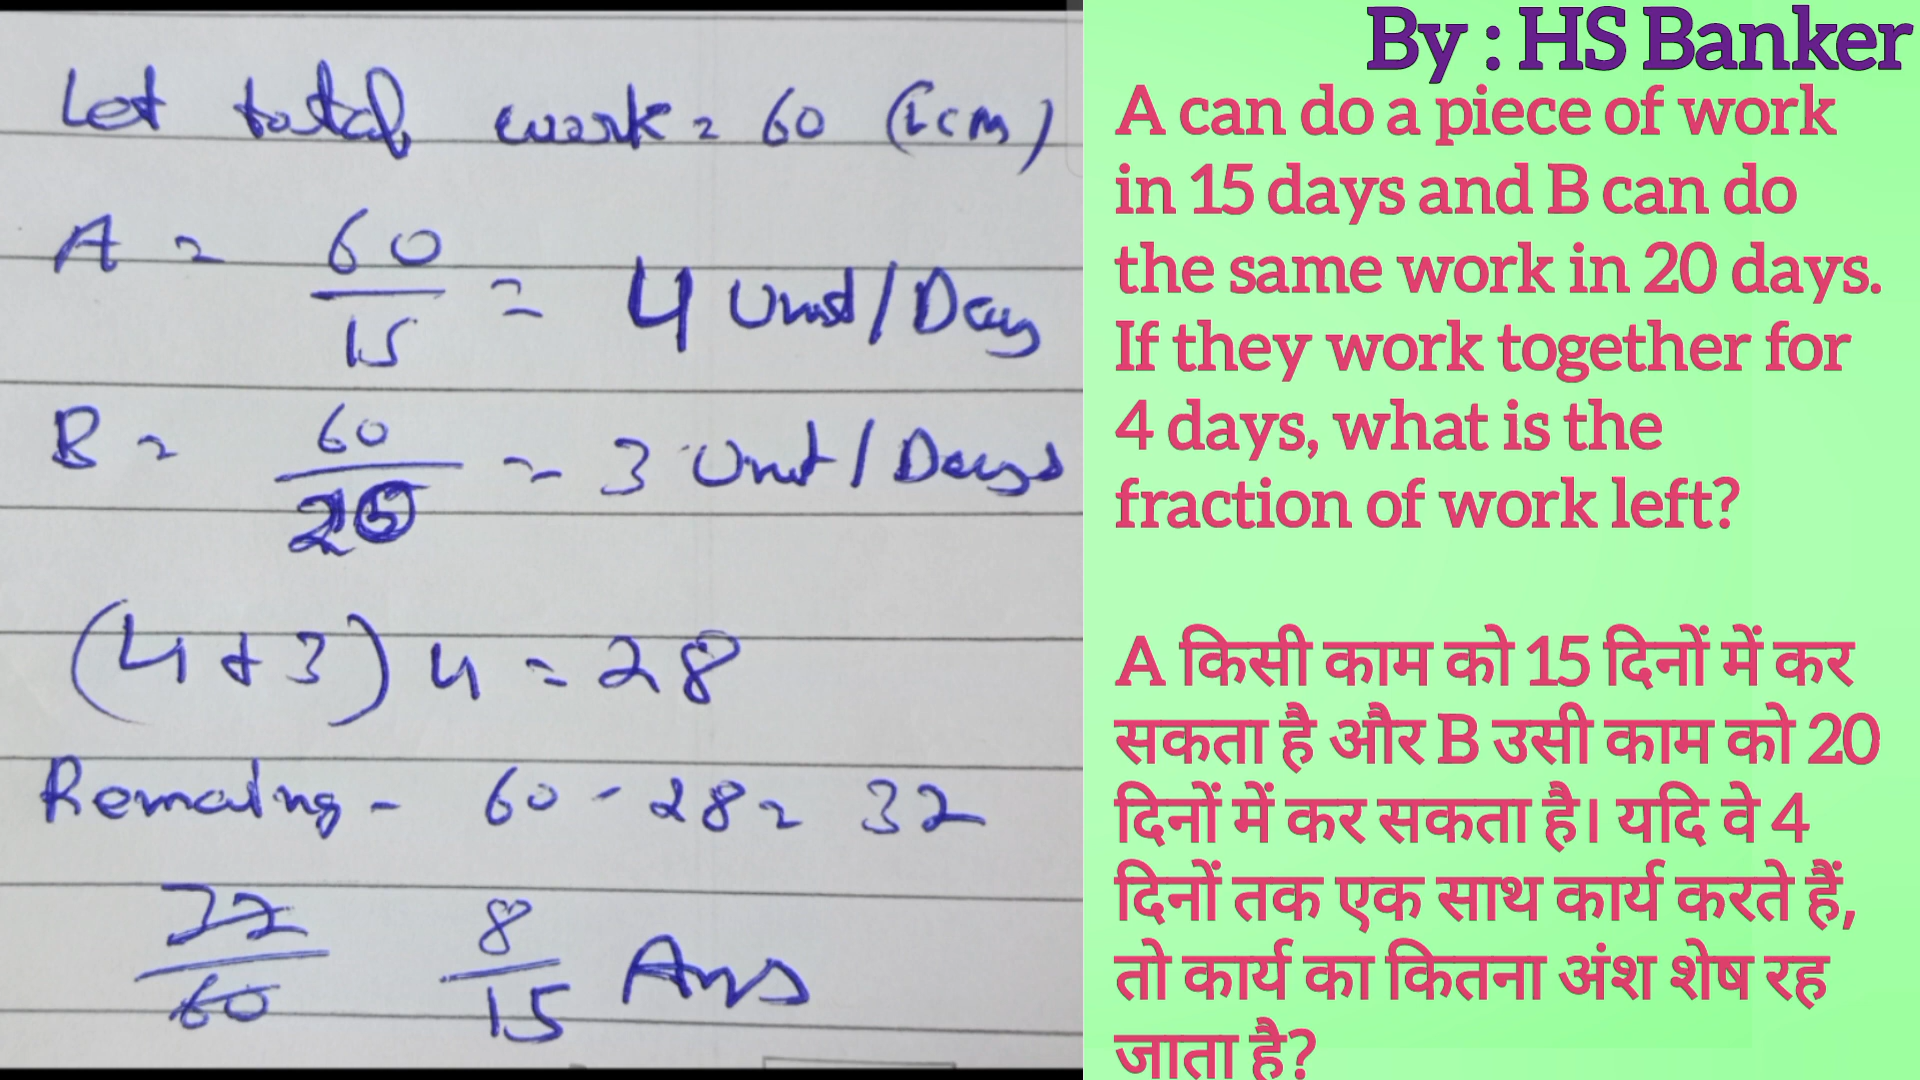 Let total work = 60 (Lcm)
A = 60/15 = 4 Unit/Day
B = 60/20 = 3 Unit/Days
(4+3) 4 = 28
Remaining - 60 - 28 = 32
32/60 8/15 Ans
By : HS Banker
A can do a piece of work
in 15 days and B can do
the same work in 20 days.
If they work together for
4 days, what is the
fraction of work left?
A किसी काम को 15 दिनों में कर
सकता है और B उसी काम को 20
दिनों में कर सकता है। यदि वे 4
दिनों तक एक साथ कार्य करते हैं,
तो कार्य का कितना अंश शेष रह
जाता है?